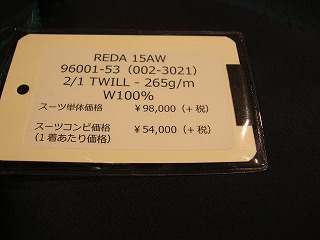 REDA 15AW
96001-53（002-3021）
2/1 TWILL - 265g/m
W100%
スーツ単体価格 ￥98,000（+ 税）
スーツコンビ価格 ￥54,000（+ 税）
(１着あたり価格)